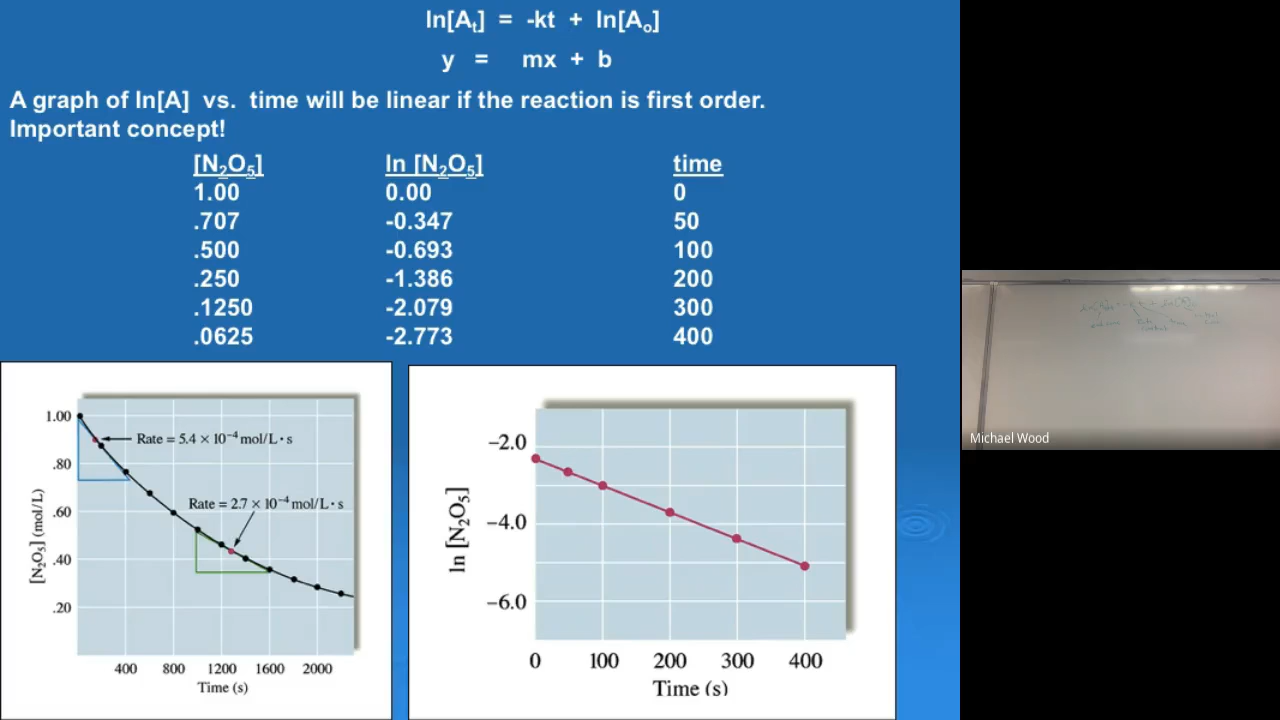 ln[At] = -kt + ln[Ao]
y = mx + b
A graph of ln[A] vs. time will be linear if the reaction is first order.
Important concept!
[N2O5] ln [N2O5] time
1.00 0.00 0
.707 -0.347 50
.500 -0.693 100
.250 -1.386 200
.1250 -2.079 300
.0625 -2.773 400
[N2O5] (mol/L)
1.00
.80
.60
.40
.20
Rate = 5.4 × 10⁻⁴ mol/L • s
Rate = 2.7 × 10⁻⁴ mol/L • s
400 800 1200 1600 2000
Time (s)
ln [N2O5]
−2.0
−4.0
−6.0
0 100 200 300 400
Time (s)
Michael Wood